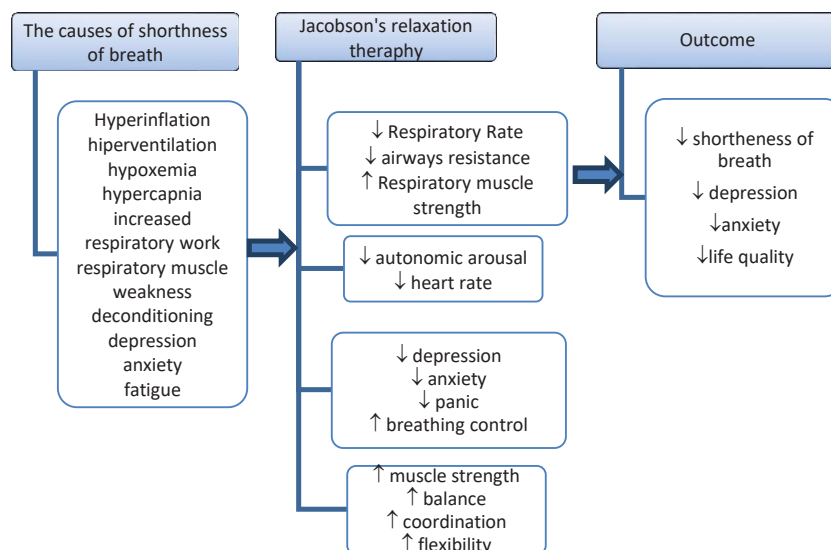 The causes of shorthness
of breath
Hyperinflation
hiperventilation
hypoxemia
hypercapnia
increased
respiratory work
respiratory muscle
weakness
deconditioning
depression
anxiety
fatigue
Jacobson's relaxation
theraphy
↓ Respiratory Rate
↓ airways resistance
↑ Respiratory muscle
strength
↓ autonomic arousal
↓ heart rate
↓ depression
↓ anxiety
↓ panic
↑ breathing control
↑ muscle strength
↑ balance
↑ coordination
↑ flexibility
Outcome
↓ shortheness of
breath
↓ depression
↓anxiety
↓life quality